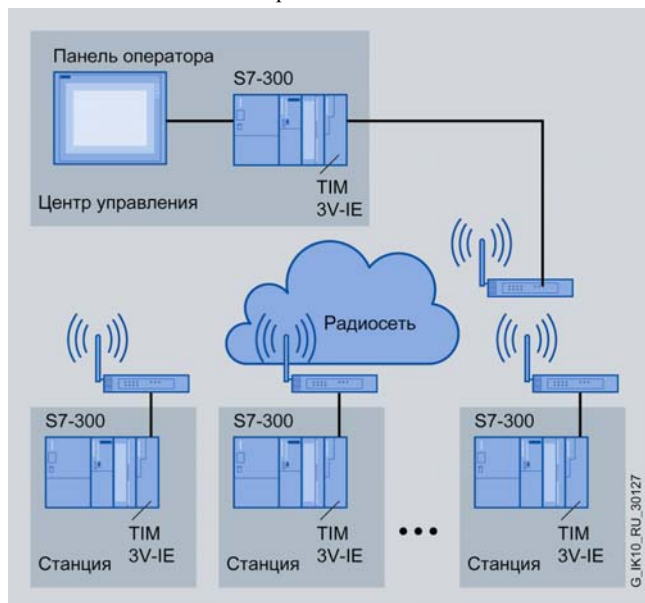 Панель оператора
S7-300
TIM
3V-IE
Центр управления
Радиосеть
S7-300
TIM
3V-IE
Станция
S7-300
TIM
3V-IE
Станция
•••
S7-300
TIM
3V-IE
Станция
G_IK10_RU_30127